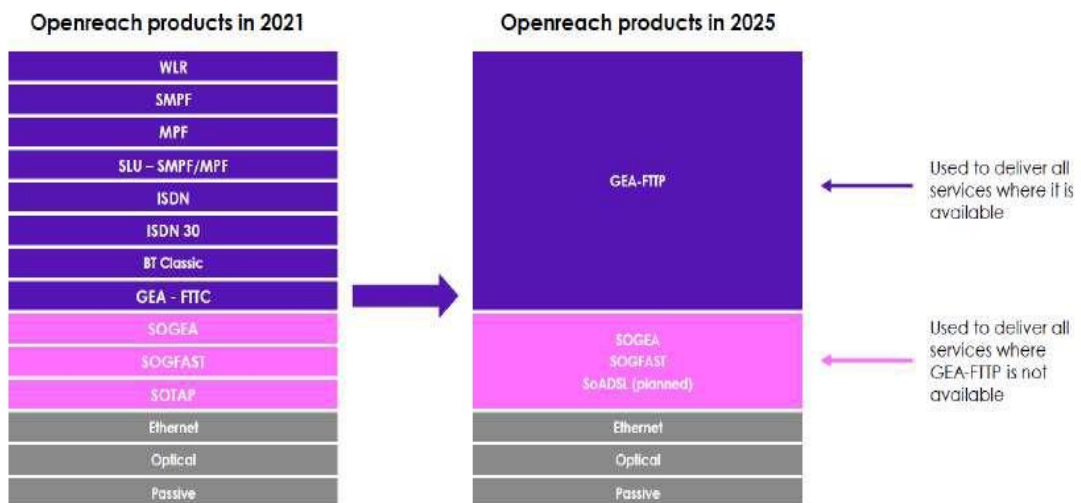 Openreach products in 2021
WLR
SMPF
MPF
SLU – SMPF/MPF
ISDN
ISDN 30
BT Classic
GEA - FTTC
SOGEA
SOGFAST
SOTAP
Ethernet
Optical
Passive
Openreach products in 2025
GEA-FTTP
SOGEA
SOGFAST
SoADSL (planned)
Ethernet
Optical
Passive
Used to deliver all
services where it is
available
Used to deliver all
services where
GEA-FTTP is not
available